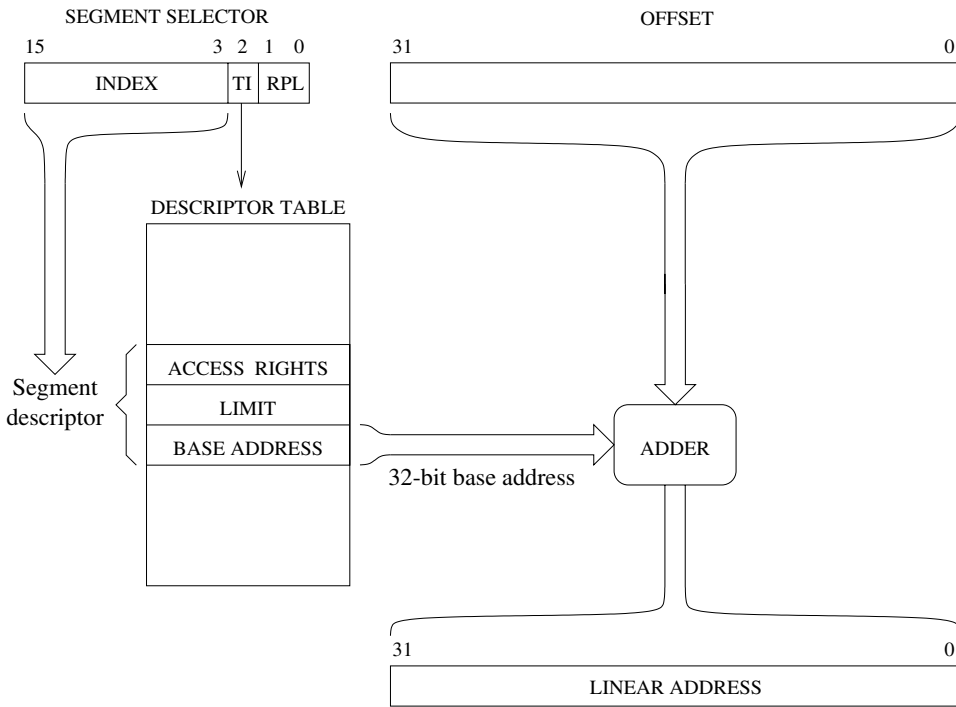 SEGMENT SELECTOR
OFFSET
15 3 2 1 0
31 0
INDEX TI RPL
DESCRIPTOR TABLE
ACCESS RIGHTS
Segment
descriptor
LIMIT
BASE ADDRESS
ADDER
32-bit base address
31 0
LINEAR ADDRESS